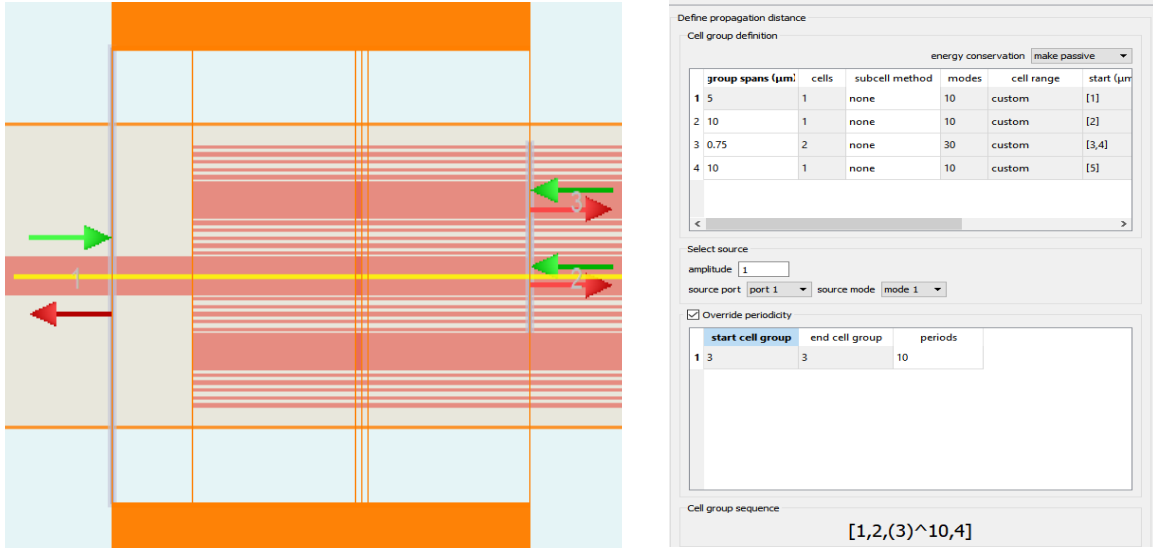 1
3
2
Define propagation distance
Cell group definition
energy conservation make passive
group spans (µm) cells subcell method modes cell range start (µm
1 5 1 none 10 custom [1]
2 10 1 none 10 custom [2]
3 0.75 2 none 30 custom [3,4]
4 10 1 none 10 custom [5]
Select source
amplitude 1
source port port 1 source mode mode 1
Override periodicity
start cell group end cell group periods
1 3 3 10
Cell group sequence
[1,2,(3)^10,4]